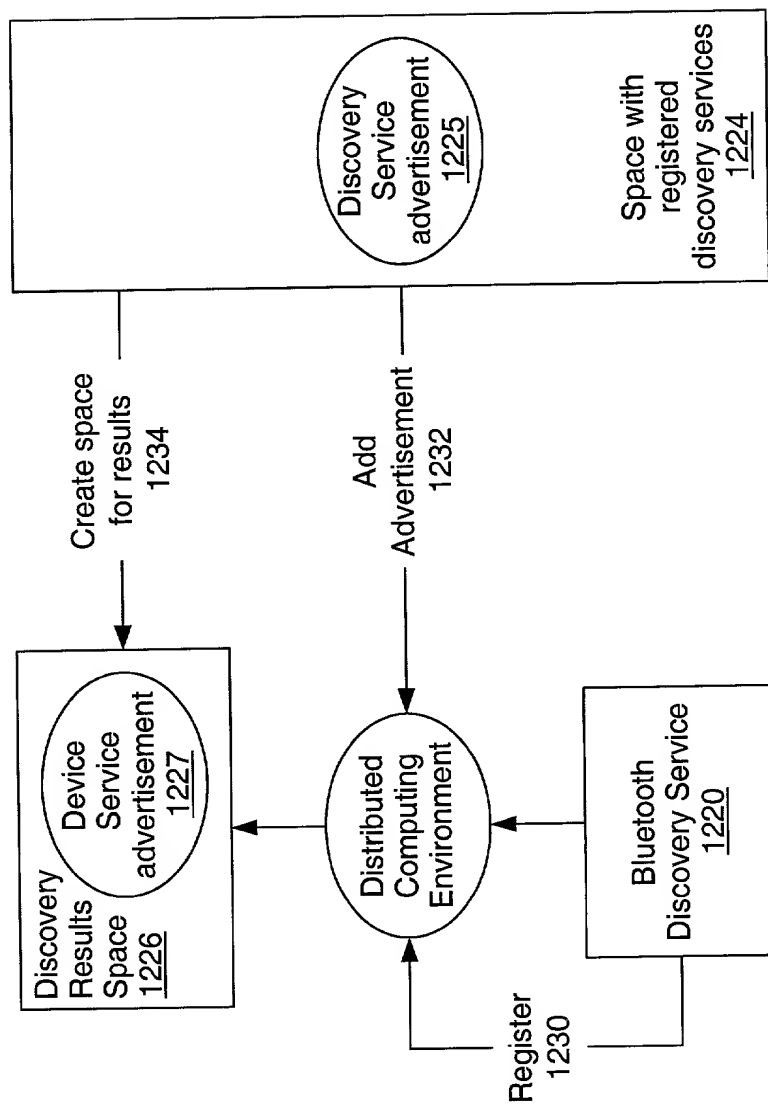 Discovery
Results
Space
1226
Device
Service
advertisement
1227
Create space
for results
1234
Discovery
Service
advertisement
1225
Space with
registered
discovery services
1224
Add
Advertisement
1232
Distributed
Computing
Environment
Register
1230
Bluetooth
Discovery Service
1220